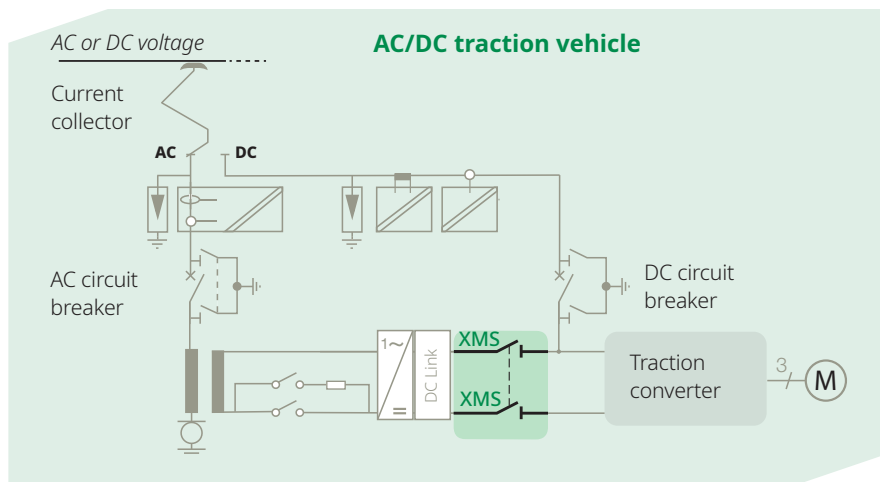 AC or DC voltage
AC/DC traction vehicle
Current
collector
AC
DC
AC circuit
breaker
DC circuit
breaker
1~
=
DC Link
XMS
XMS
Traction
converter
3
M